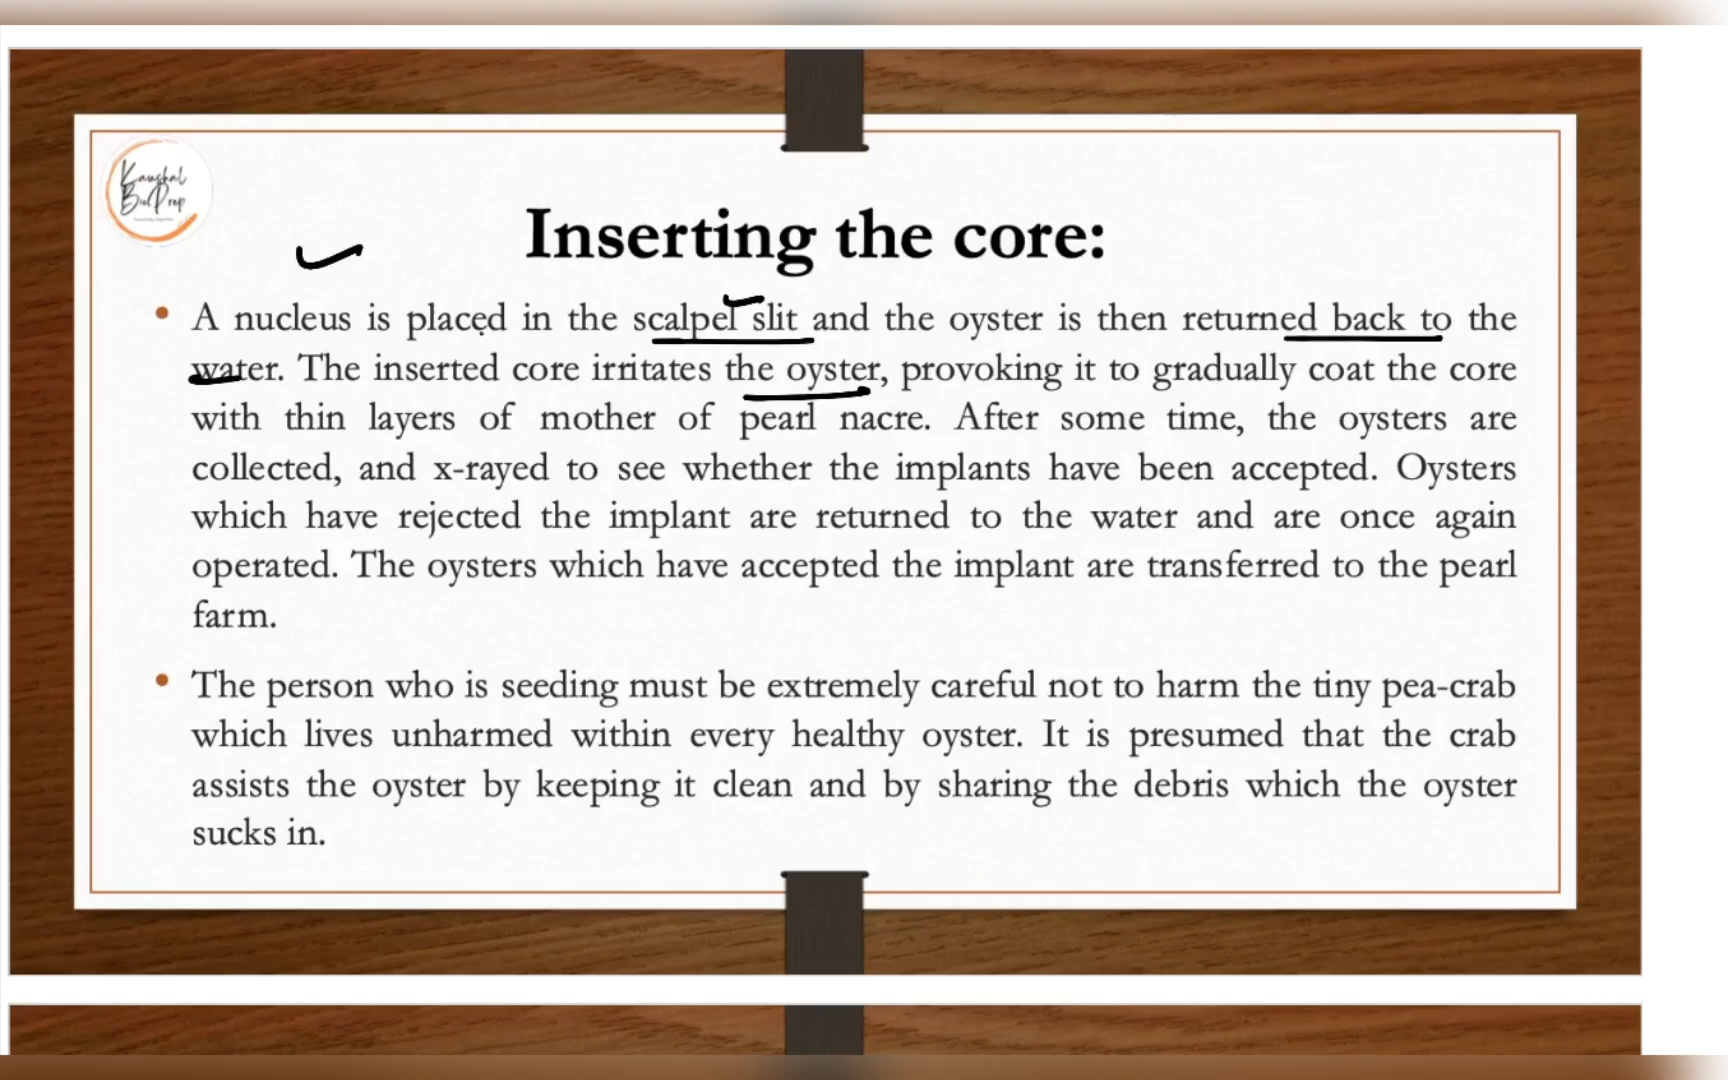 Kaushal
BioPrep
Inserting the core:
• A nucleus is placed in the scalpel slit and the oyster is then returned back to the
water. The inserted core irritates the oyster, provoking it to gradually coat the core
with thin layers of mother of pearl nacre. After some time, the oysters are
collected, and x-rayed to see whether the implants have been accepted. Oysters
which have rejected the implant are returned to the water and are once again
operated. The oysters which have accepted the implant are transferred to the pearl
farm.
• The person who is seeding must be extremely careful not to harm the tiny pea-crab
which lives unharmed within every healthy oyster. It is presumed that the crab
assists the oyster by keeping it clean and by sharing the debris which the oyster
sucks in.